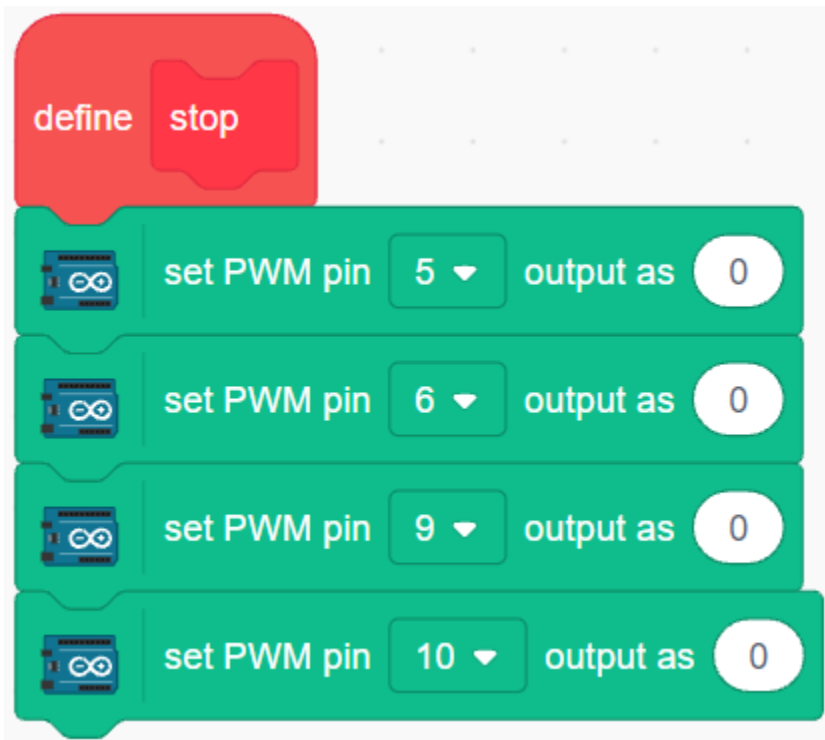 define stop
set PWM pin 5 output as 0
set PWM pin 6 output as 0
set PWM pin 9 output as 0
set PWM pin 10 output as 0